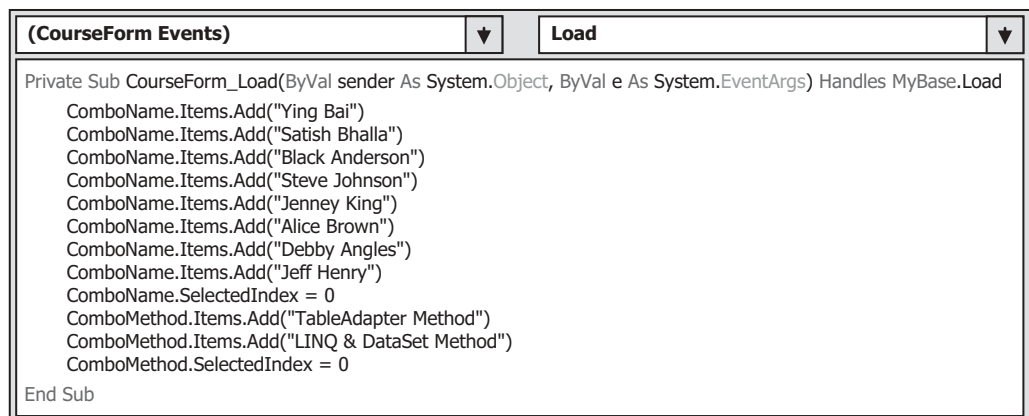 (CourseForm Events) Load
Private Sub CourseForm_Load(ByVal sender As System.Object, ByVal e As System.EventArgs) Handles MyBase.Load
ComboName.Items.Add("Ying Bai")
ComboName.Items.Add("Satish Bhalla")
ComboName.Items.Add("Black Anderson")
ComboName.Items.Add("Steve Johnson")
ComboName.Items.Add("Jenney King")
ComboName.Items.Add("Alice Brown")
ComboName.Items.Add("Debby Angles")
ComboName.Items.Add("Jeff Henry")
ComboName.SelectedIndex = 0
ComboMethod.Items.Add("TableAdapter Method")
ComboMethod.Items.Add("LINQ & DataSet Method")
ComboMethod.SelectedIndex = 0
End Sub